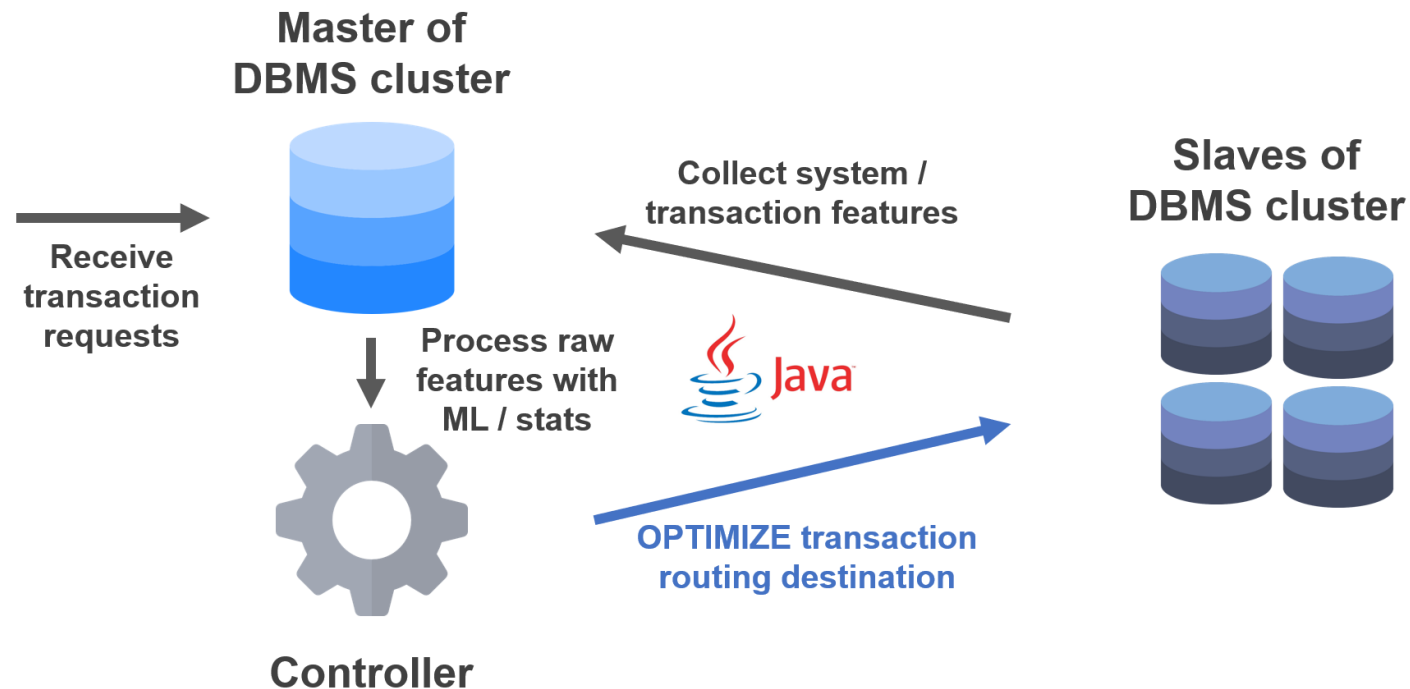 Master of
DBMS cluster
Slaves of
DBMS cluster
Collect system /
transaction features
Receive
transaction
requests
Process raw
features with
ML / stats
Java
OPTIMIZE transaction
routing destination
Controller